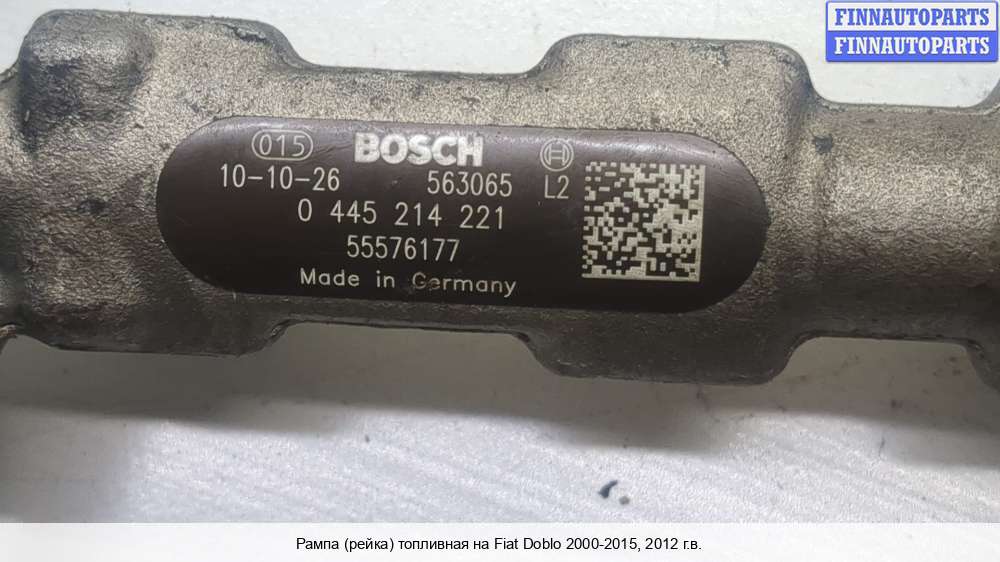 FINNAUTOPARTS
FINNAUTOPARTS
015 BOSCH
10-10-26 563065 L2
0 445 214 221
55576177
Made in Germany
Рампа (рейка) топливная на Fiat Doblo 2000-2015, 2012 г.в.